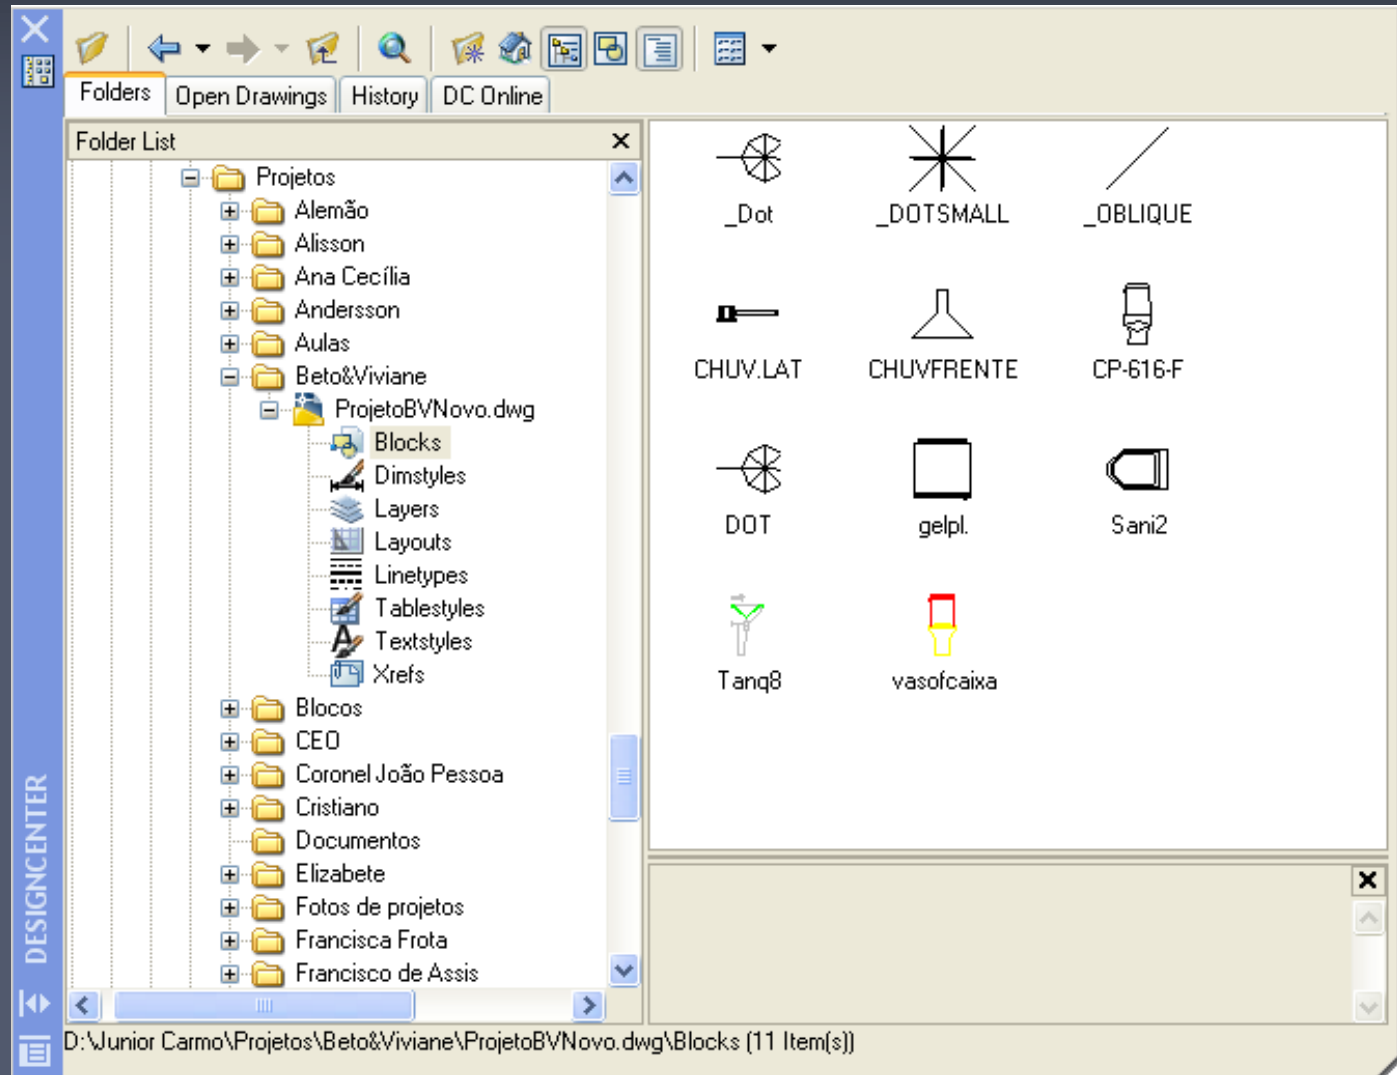 Folders
Open Drawings
History
DC Online
Folder List
Projetos
Alemão
Alisson
Ana Cecília
Andersson
Aulas
Beto&Viviane
ProjetoBVNovo.dwg
Blocks
Dimstyles
Layers
Layouts
Linetypes
Tablestyles
Textstyles
Xrefs
Blocos
CEO
Coronel João Pessoa
Cristiano
Documentos
Elizabete
Fotos de projetos
Francisca Frota
Francisco de Assis
_Dot
_DOTSMALL
_OBLIQUE
CHUV.LAT
CHUVFRENTE
CP-616-F
DOT
gelpl.
Sani2
Tanq8
vasofcaixa
DESIGNCENTER
D:\Junior Carmo\Projetos\Beto&Viviane\ProjetoBVNovo.dwg\Blocks (11 Item(s))